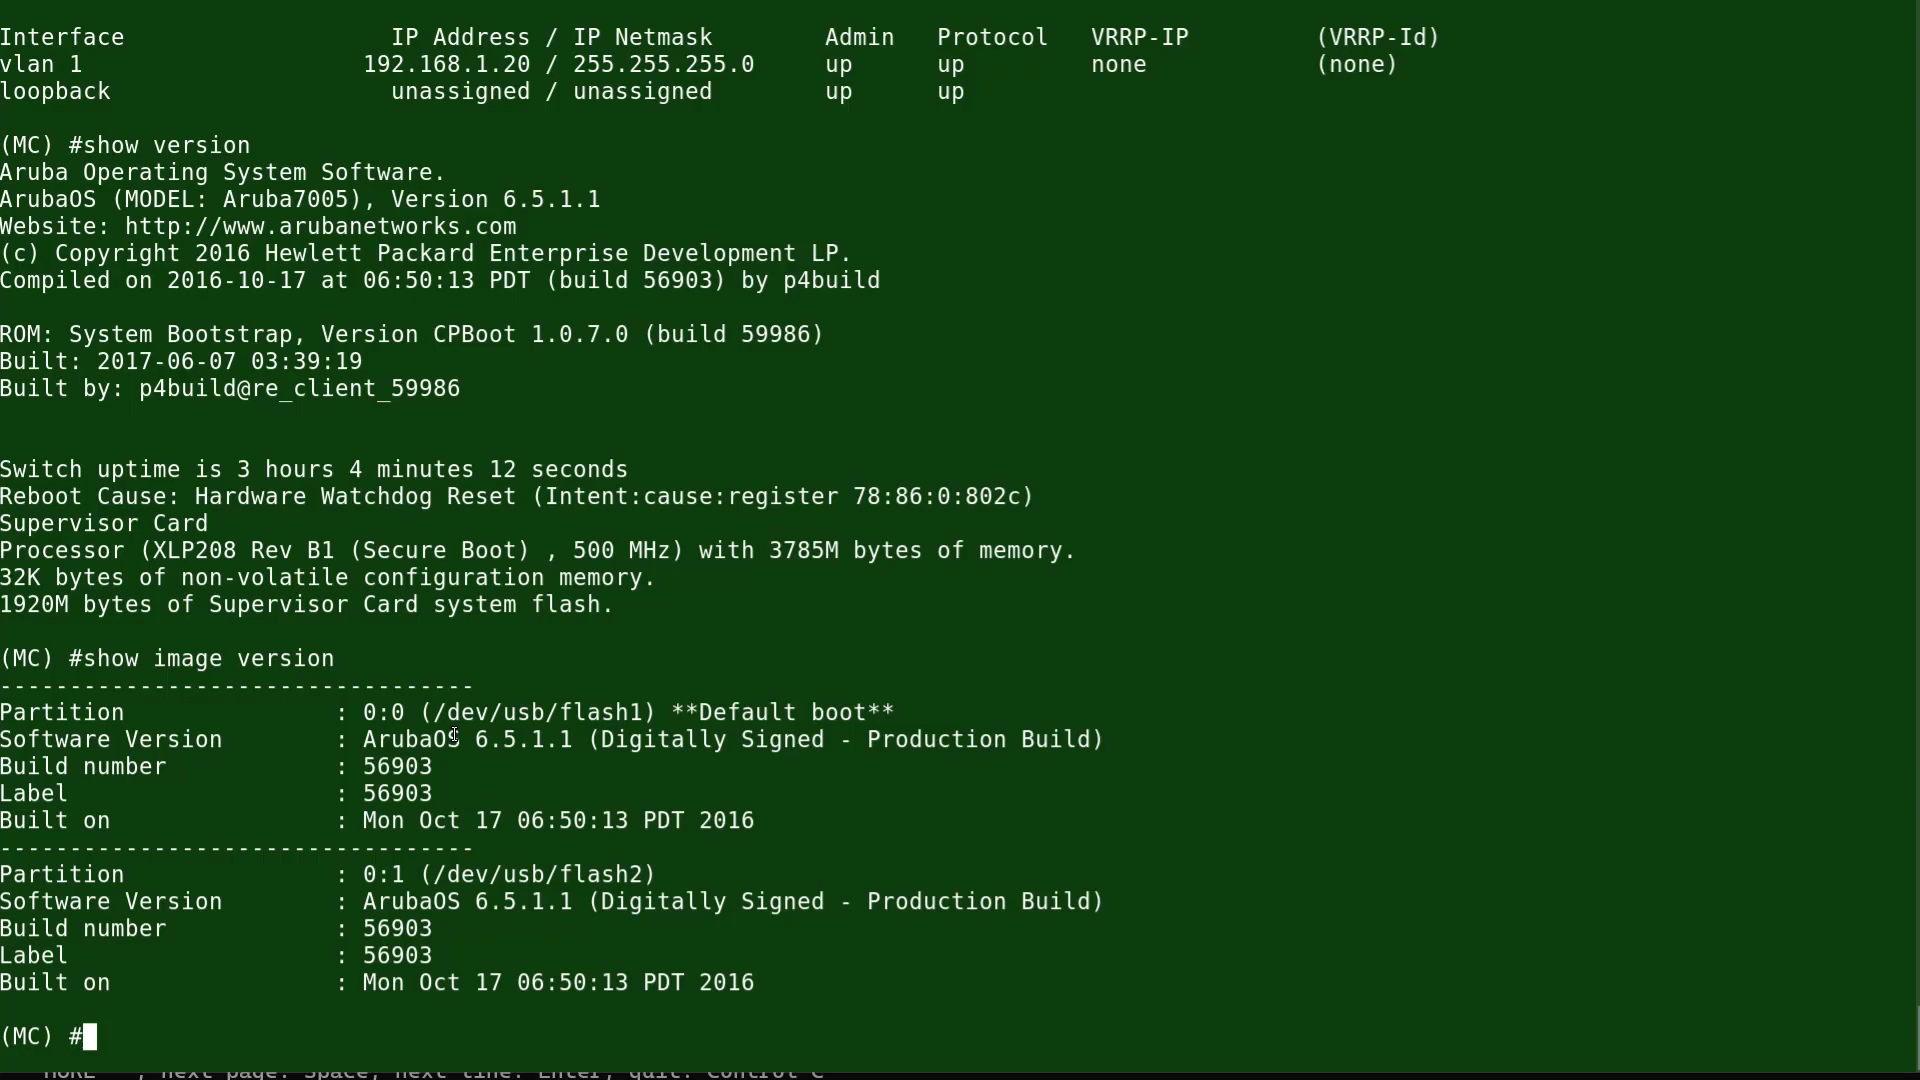 Interface                   IP Address / IP Netmask        Admin   Protocol   VRRP-IP         (VRRP-Id)
vlan 1                    192.168.1.20 / 255.255.255.0     up      up         none            (none)
loopback                    unassigned / unassigned        up      up
(MC) #show version
Aruba Operating System Software.
ArubaOS (MODEL: Aruba7005), Version 6.5.1.1
Website: http://www.arubanetworks.com
(c) Copyright 2016 Hewlett Packard Enterprise Development LP.
Compiled on 2016-10-17 at 06:50:13 PDT (build 56903) by p4build
ROM: System Bootstrap, Version CPBoot 1.0.7.0 (build 59986)
Built: 2017-06-07 03:39:19
Built by: p4build@re_client_59986
Switch uptime is 3 hours 4 minutes 12 seconds
Reboot Cause: Hardware Watchdog Reset (Intent:cause:register 78:86:0:802c)
Supervisor Card
Processor (XLP208 Rev B1 (Secure Boot) , 500 MHz) with 3785M bytes of memory.
32K bytes of non-volatile configuration memory.
1920M bytes of Supervisor Card system flash.
(MC) #show image version
----------------------------------
Partition               : 0:0 (/dev/usb/flash1) **Default boot**
Software Version        : ArubaOS 6.5.1.1 (Digitally Signed - Production Build)
Build number            : 56903
Label                   : 56903
Built on                : Mon Oct 17 06:50:13 PDT 2016
----------------------------------
Partition               : 0:1 (/dev/usb/flash2)
Software Version        : ArubaOS 6.5.1.1 (Digitally Signed - Production Build)
Build number            : 56903
Label                   : 56903
Built on                : Mon Oct 17 06:50:13 PDT 2016
(MC) #
next page: Space, next line: Enter, quit: Control C